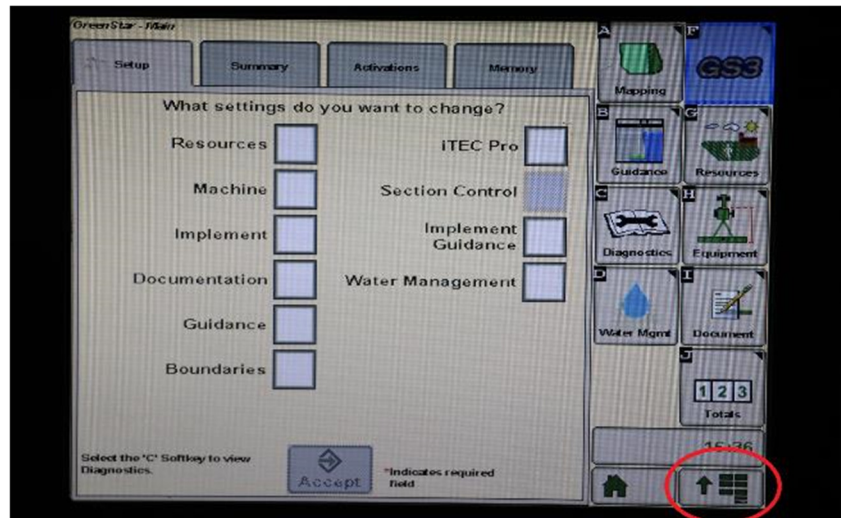 GreenStar - Main
Setup
Summary
Activations
Memory
What settings do you want to change?
Resources
Machine
Implement
Documentation
Guidance
Boundaries
iTEC Pro
Section Control
Implement
Guidance
Water Management
Select the 'C' Softkey to view
Diagnostics.
Accept
*Indicates required
field
A
Mapping
F
GS3
B
Guidance
G
Resources
C
Diagnostics
H
Equipment
D
Water Mgmt
I
Document
J
1 2 3
Totals
15:36